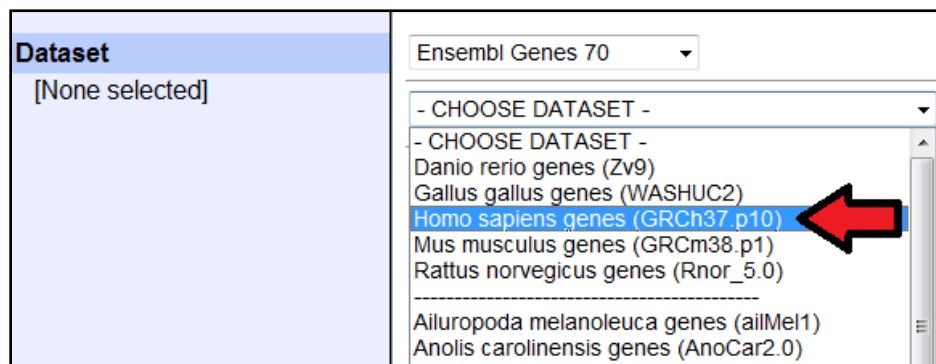 Dataset
[None selected]
Ensembl Genes 70
- CHOOSE DATASET -
- CHOOSE DATASET -
Danio rerio genes (Zv9)
Gallus gallus genes (WASHUC2)
Homo sapiens genes (GRCh37.p10)
Mus musculus genes (GRCm38.p1)
Rattus norvegicus genes (Rnor_5.0)
-------------------------------------------
Ailuropoda melanoleuca genes (ailMel1)
Anolis carolinensis genes (AnoCar2.0)